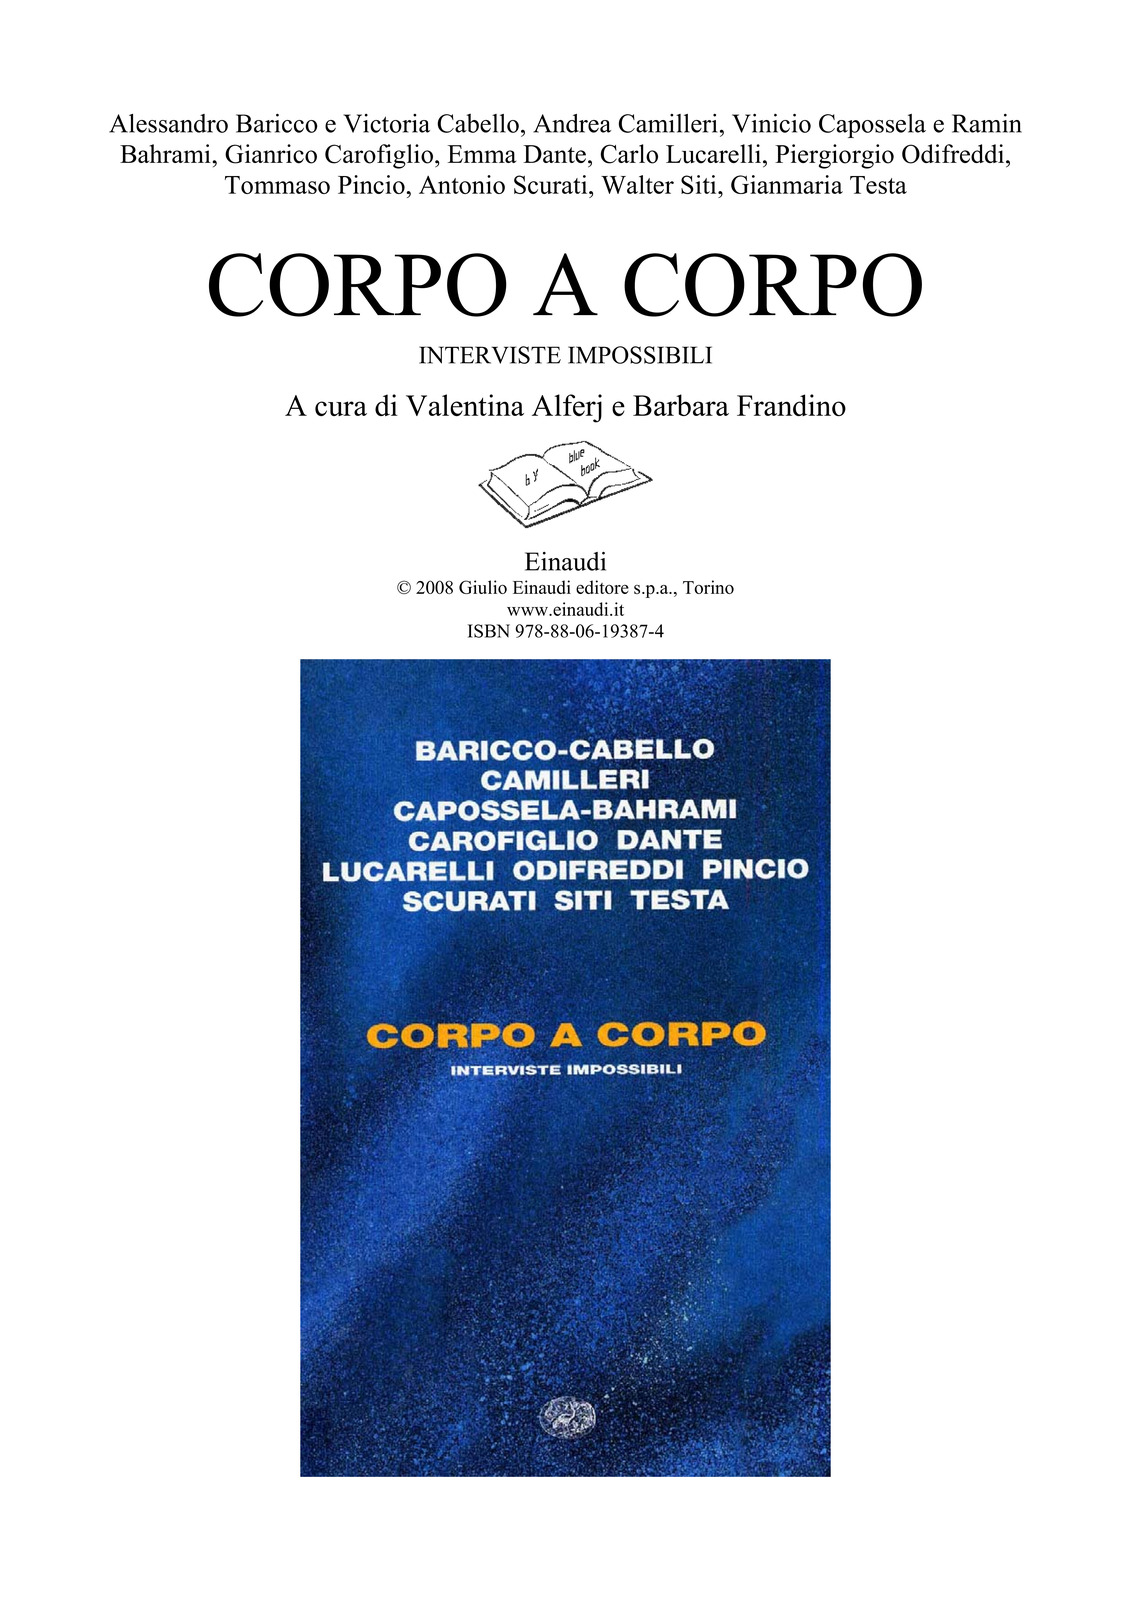 Alessandro Baricco e Victoria Cabello, Andrea Camilleri, Vinicio Capossela e Ramin
Bahrami, Gianrico Carofiglio, Emma Dante, Carlo Lucarelli, Piergiorgio Odifreddi,
Tommaso Pincio, Antonio Scurati, Walter Siti, Gianmaria Testa
CORPO A CORPO
INTERVISTE IMPOSSIBILI
A cura di Valentina Alferj e Barbara Frandino
by blue
book
Einaudi
© 2008 Giulio Einaudi editore s.p.a., Torino
www.einaudi.it
ISBN 978-88-06-19387-4
BARICCO-CABELLO
CAMILLERI
CAPOSSELA-BAHRAMI
CAROFIGLIO DANTE
LUCARELLI ODIFREDDI PINCIO
SCURATI SITI TESTA
CORPO A CORPO
INTERVISTE IMPOSSIBILI